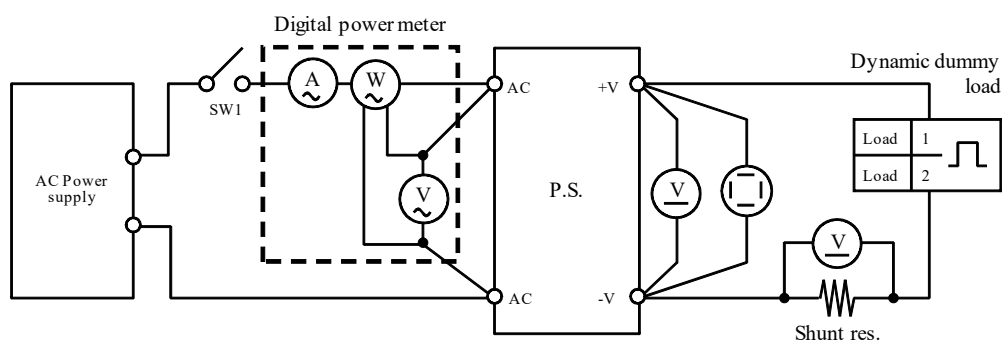 Digital power meter
Dynamic dummy
load
A
W
SW1
AC
+V
Load 1
Load 2
AC Power
supply
V
P.S.
V
V
AC
-V
Shunt res.